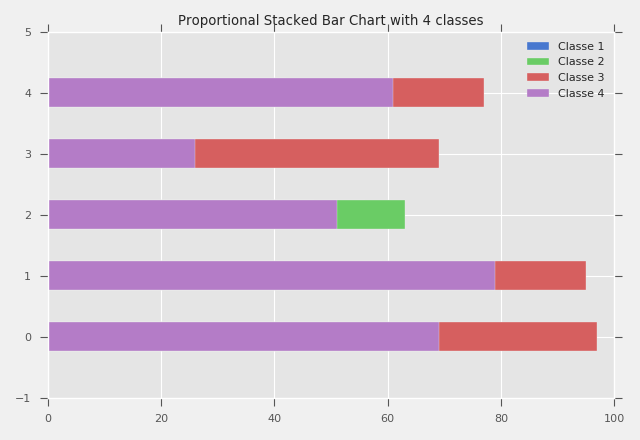 Proportional Stacked Bar Chart with 4 classes
5
4
3
2
1
0
−1
0 20 40 60 80 100
Classe 1
Classe 2
Classe 3
Classe 4